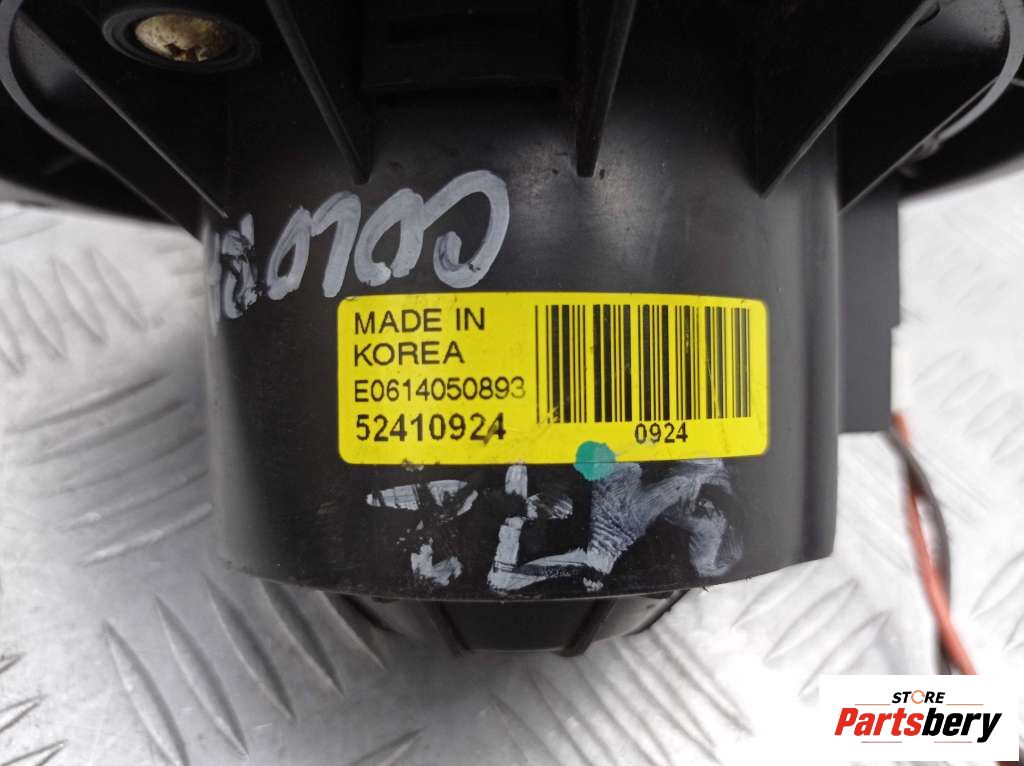 MADE IN
KOREA
E0614050893
52410924
0924
STORE
Partsbery